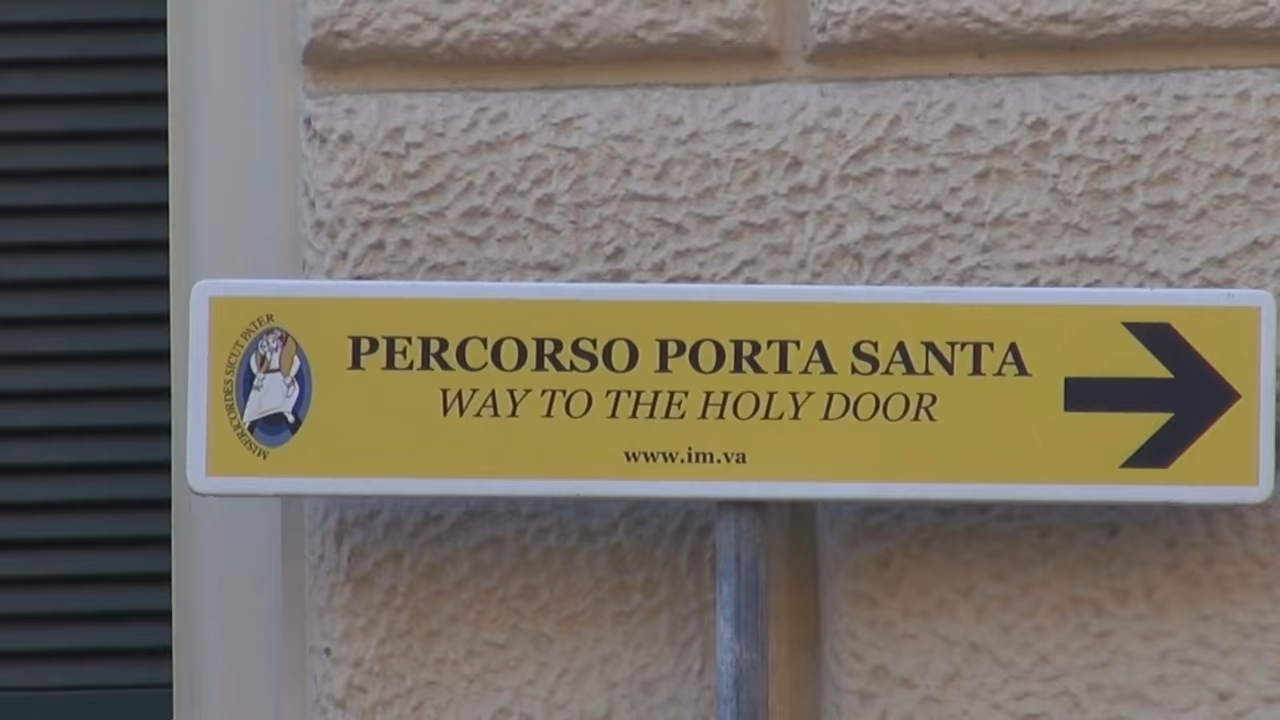 MISERICORDES SICUT PATER
PERCORSO PORTA SANTA
WAY TO THE HOLY DOOR
www.im.va